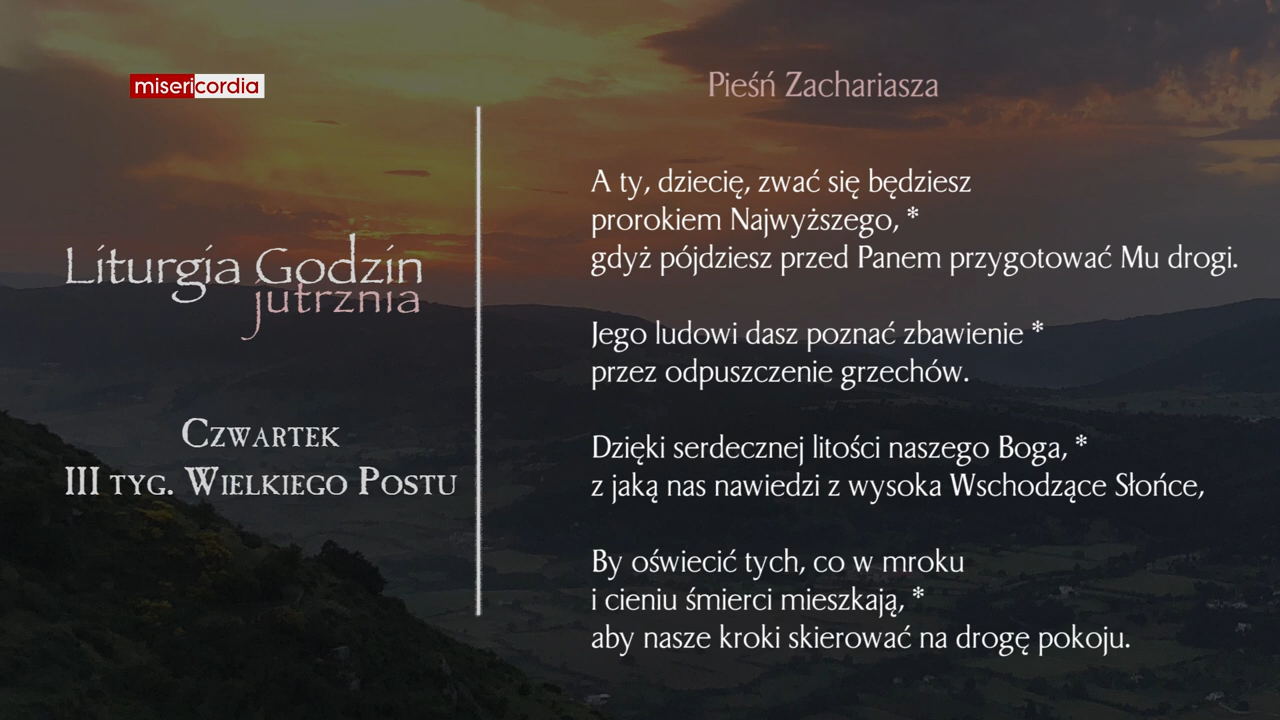 misericordia
Liturgia Godzin
jutrznia
Czwartek
III tyg. Wielkiego Postu
Pieśń Zachariasza
A ty, dziecię, zwać się będziesz
prorokiem Najwyższego, *
gdyż pójdziesz przed Panem przygotować Mu drogi.
Jego ludowi dasz poznać zbawienie *
przez odpuszczenie grzechów.
Dzięki serdecznej litości naszego Boga, *
z jaką nas nawiedzi z wysoka Wschodzące Słońce,
By oświecić tych, co w mroku
i cieniu śmierci mieszkają, *
aby nasze kroki skierować na drogę pokoju.